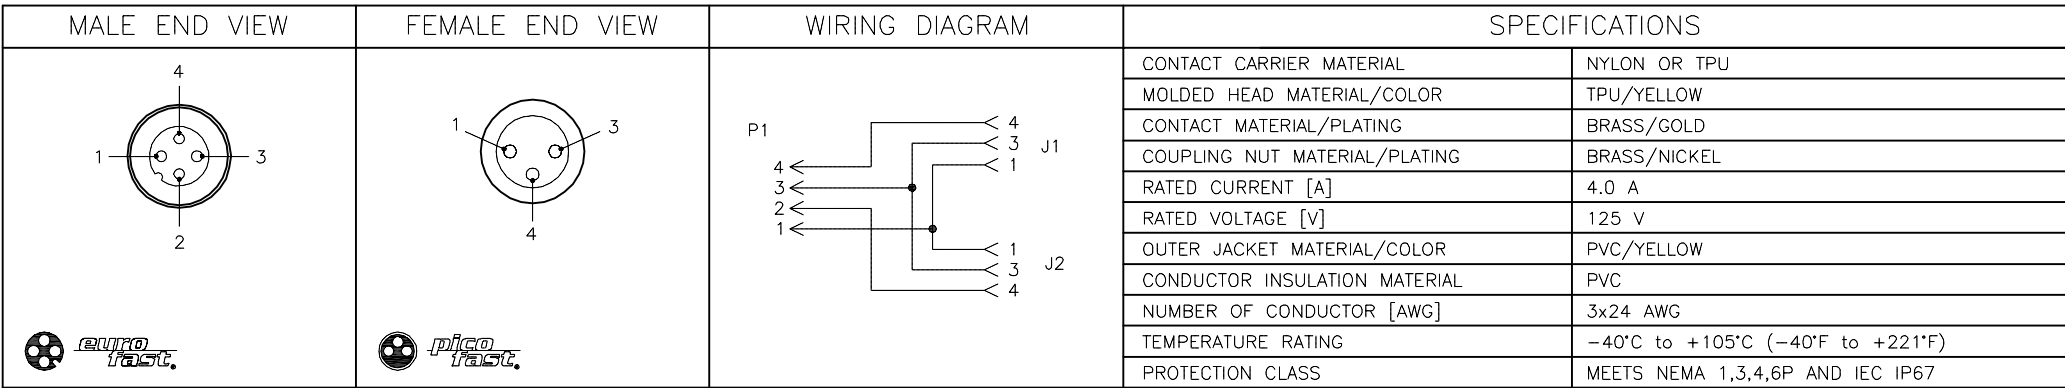 MALE END VIEW
4
1
3
2
euro
fast.
FEMALE END VIEW
1
3
4
pico
fast.
WIRING DIAGRAM
P1
4
3
2
1
4
3
1
J1
1
3
4
J2
SPECIFICATIONS
CONTACT CARRIER MATERIAL NYLON OR TPU
MOLDED HEAD MATERIAL/COLOR TPU/YELLOW
CONTACT MATERIAL/PLATING BRASS/GOLD
COUPLING NUT MATERIAL/PLATING BRASS/NICKEL
RATED CURRENT [A] 4.0 A
RATED VOLTAGE [V] 125 V
OUTER JACKET MATERIAL/COLOR PVC/YELLOW
CONDUCTOR INSULATION MATERIAL PVC
NUMBER OF CONDUCTOR [AWG] 3x24 AWG
TEMPERATURE RATING -40°C to +105°C (-40°F to +221°F)
PROTECTION CLASS MEETS NEMA 1,3,4,6P AND IEC IP67